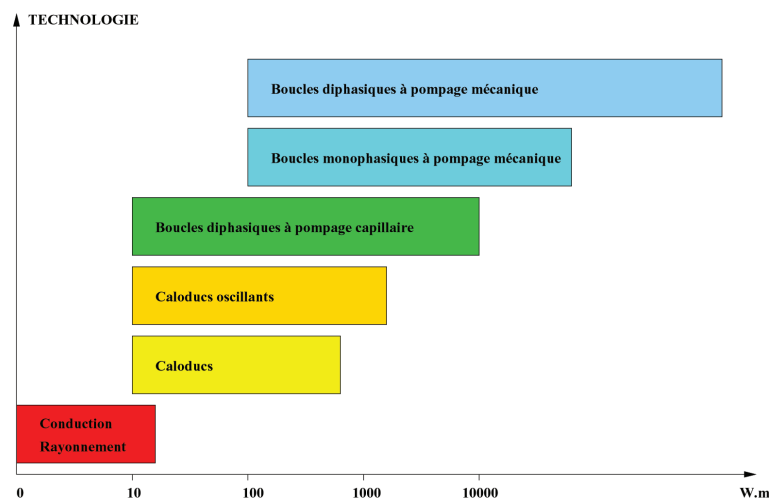 TECHNOLOGIE
Boucles diphasiques à pompage mécanique
Boucles monophasiques à pompage mécanique
Boucles diphasiques à pompage capillaire
Caloducs oscillants
Caloducs
Conduction
Rayonnement
0 10 100 1000 10000 W.m